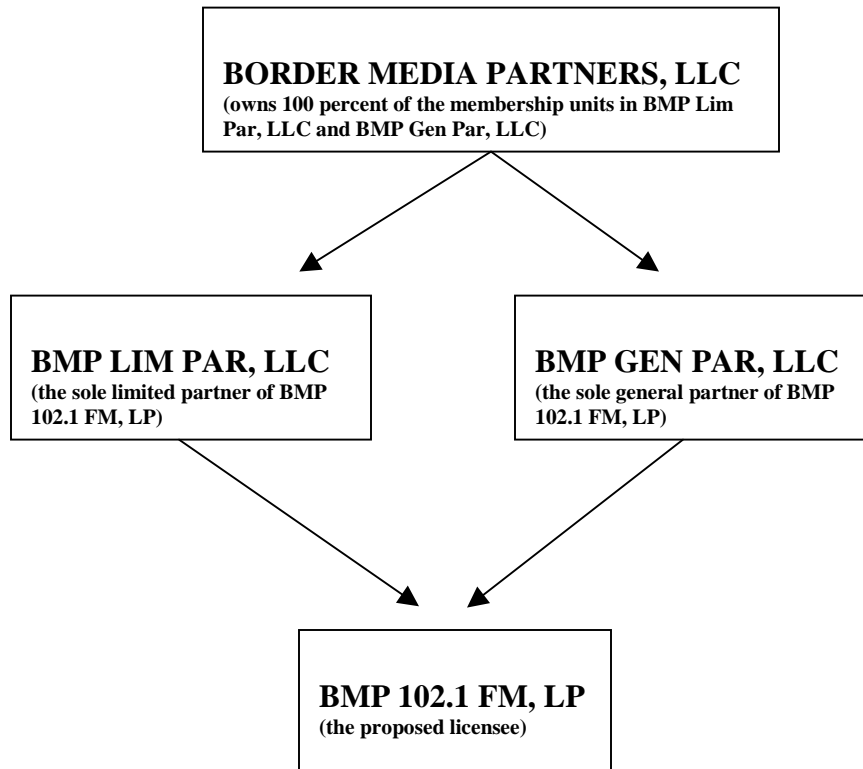 BORDER MEDIA PARTNERS, LLC
(owns 100 percent of the membership units in BMP Lim
Par, LLC and BMP Gen Par, LLC)
BMP LIM PAR, LLC
(the sole limited partner of BMP
102.1 FM, LP)
BMP GEN PAR, LLC
(the sole general partner of BMP
102.1 FM, LP)
BMP 102.1 FM, LP
(the proposed licensee)